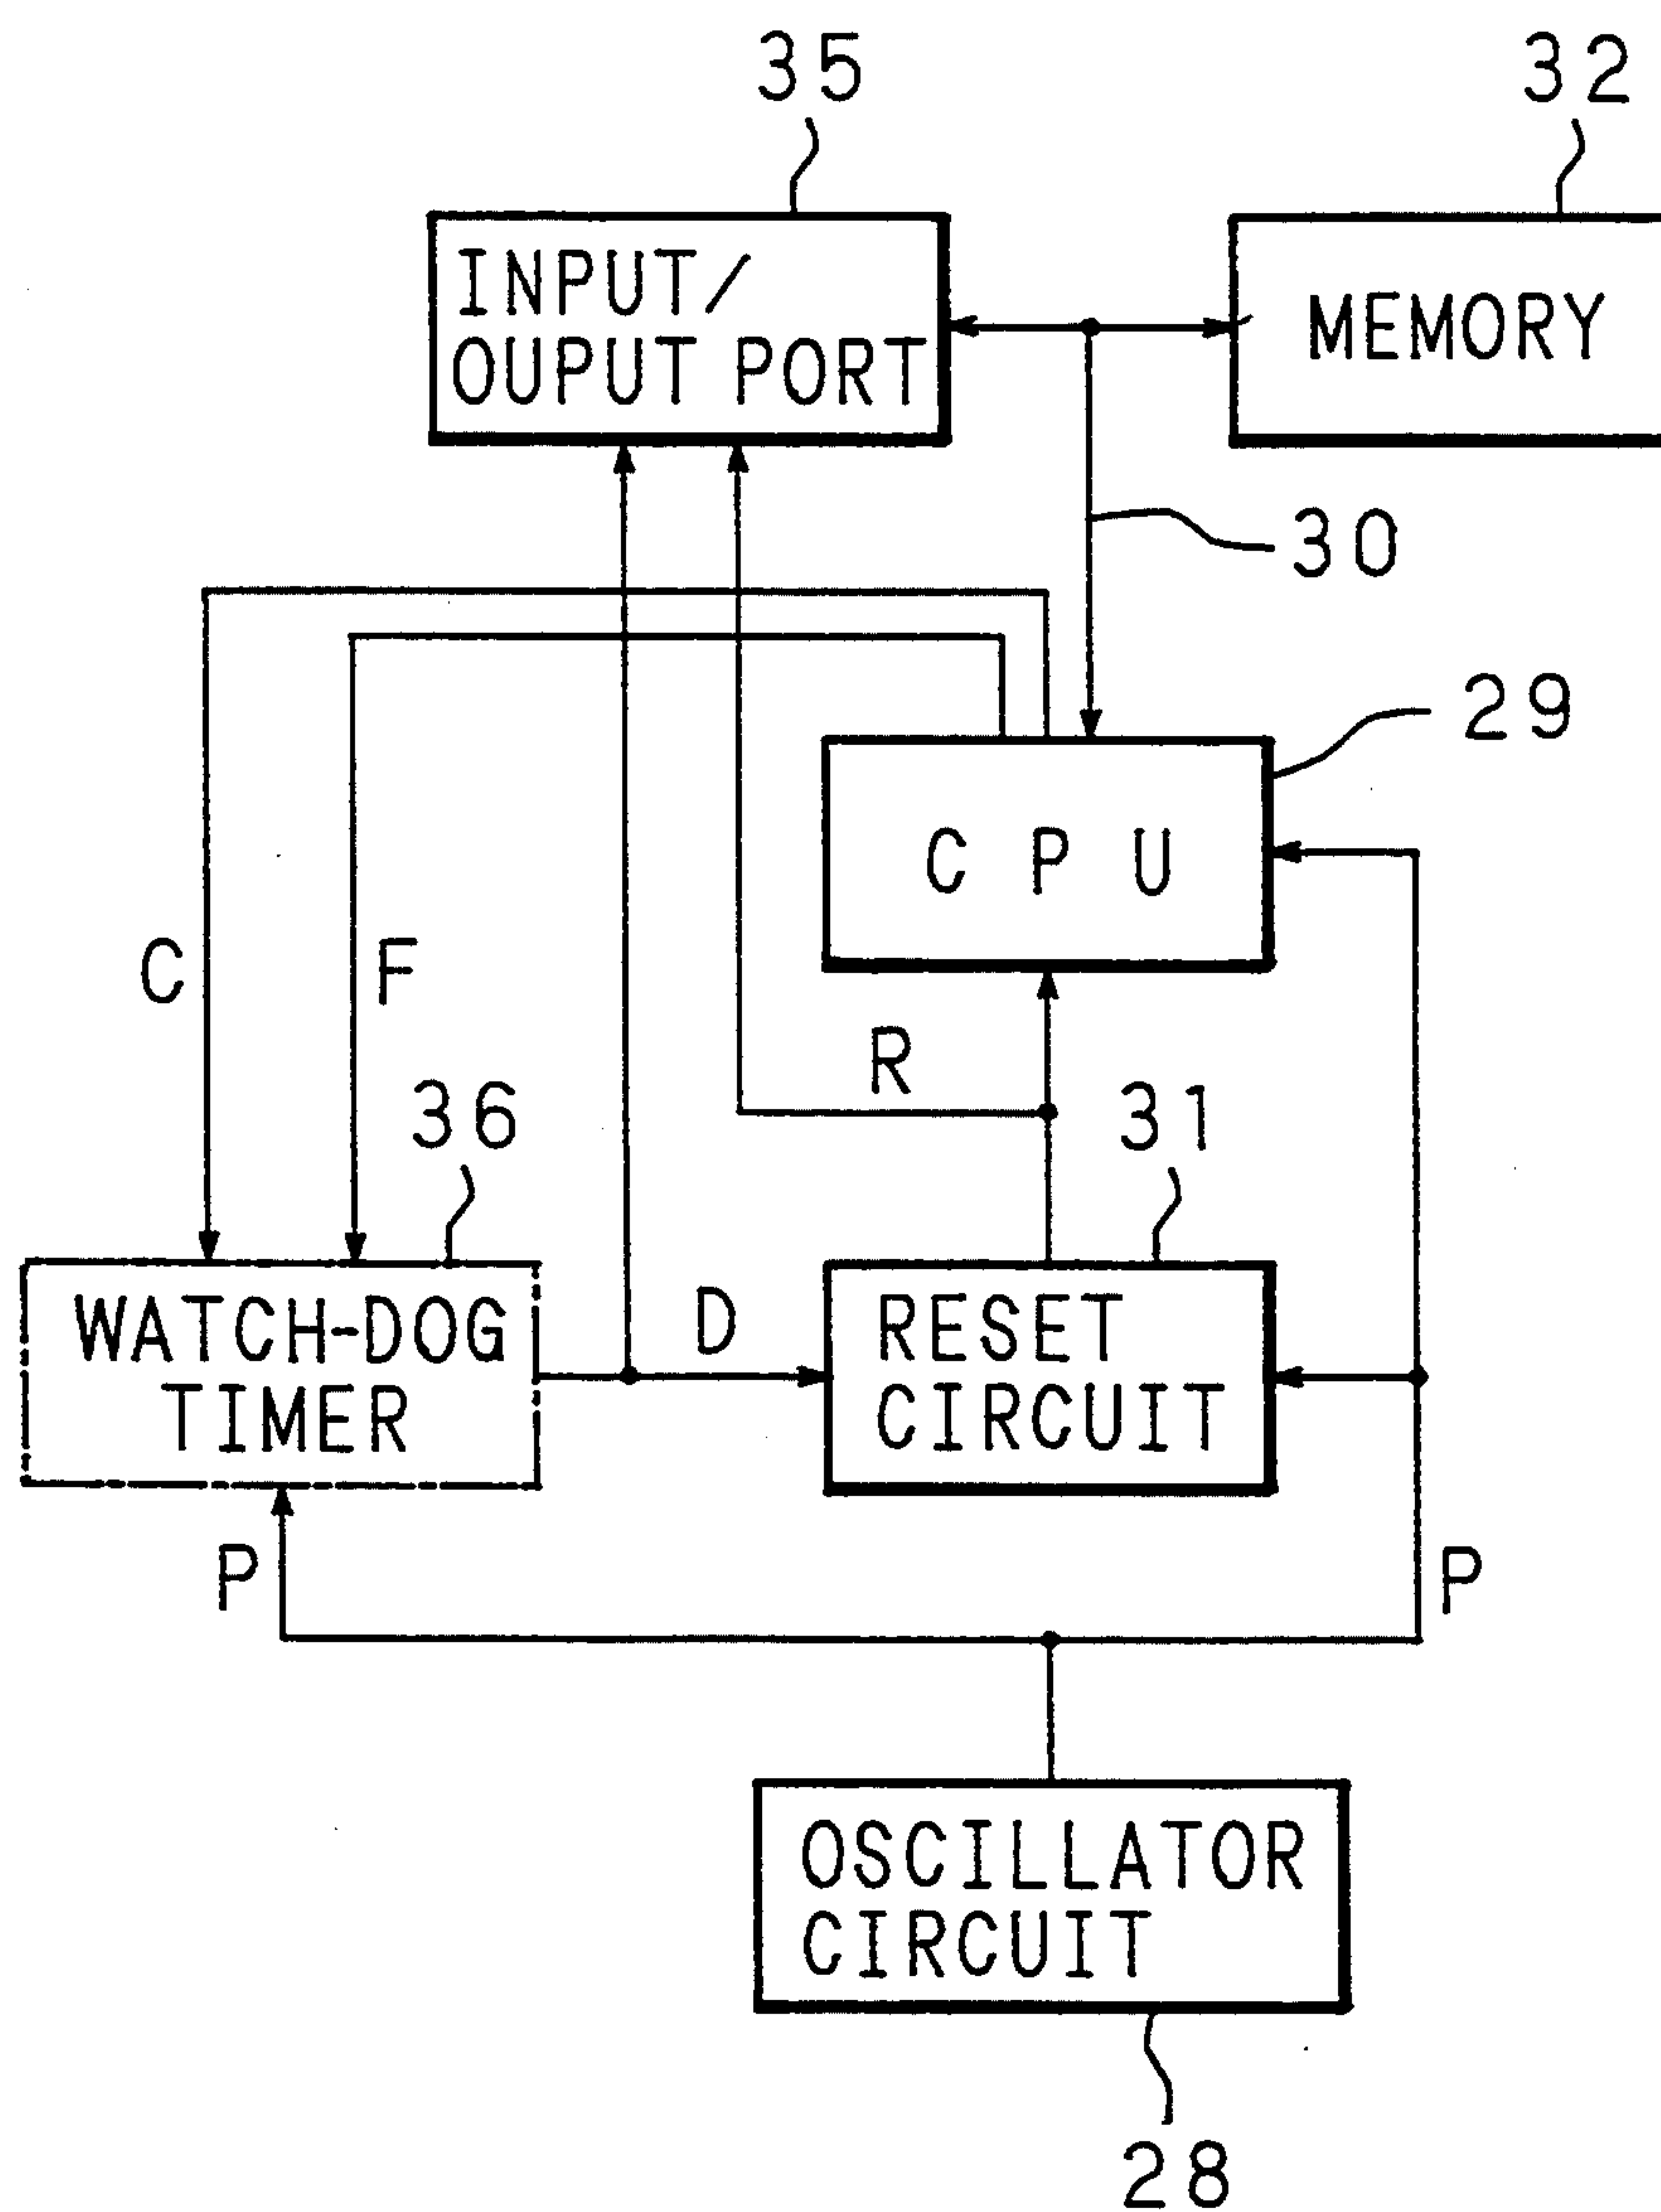 35
32
INPUT/
OUPUT PORT
MEMORY
30
29
C P U
C
F
R
36
31
WATCH-DOG
TIMER
D
RESET
CIRCUIT
P
P
OSCILLATOR
CIRCUIT
28